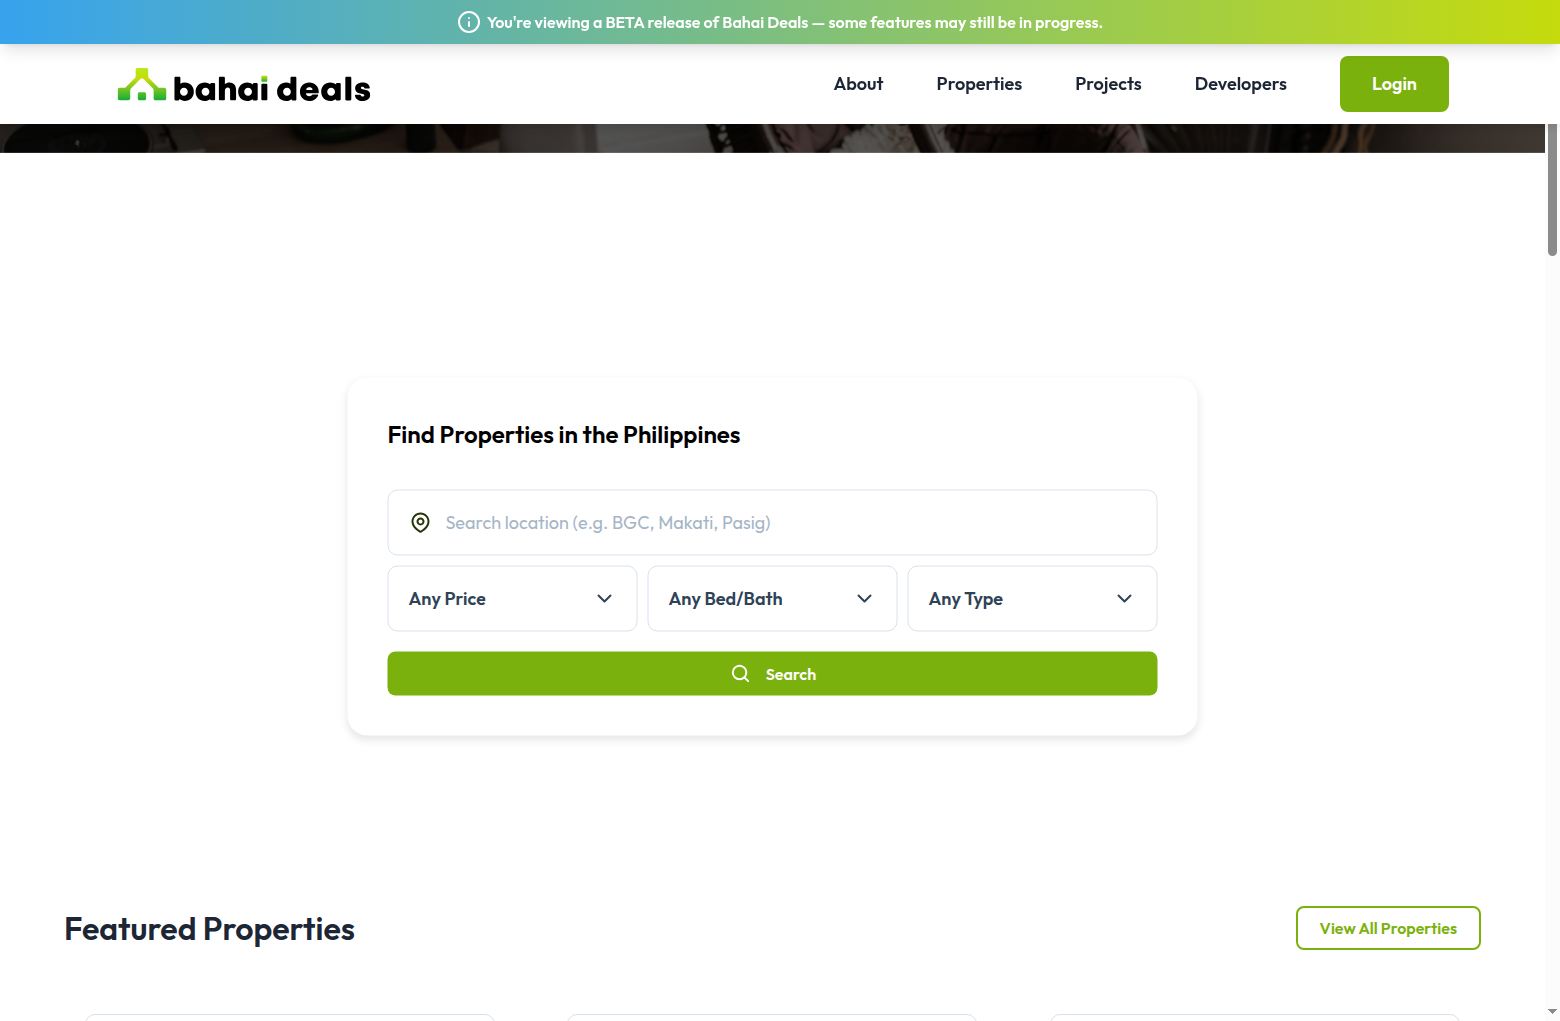 You're viewing a BETA release of Bahai Deals — some features may still be in progress.
bahai deals
About
Properties
Projects
Developers
Login
Find Properties in the Philippines
Search location (e.g. BGC, Makati, Pasig)
Any Price
Any Bed/Bath
Any Type
Search
Featured Properties
View All Properties